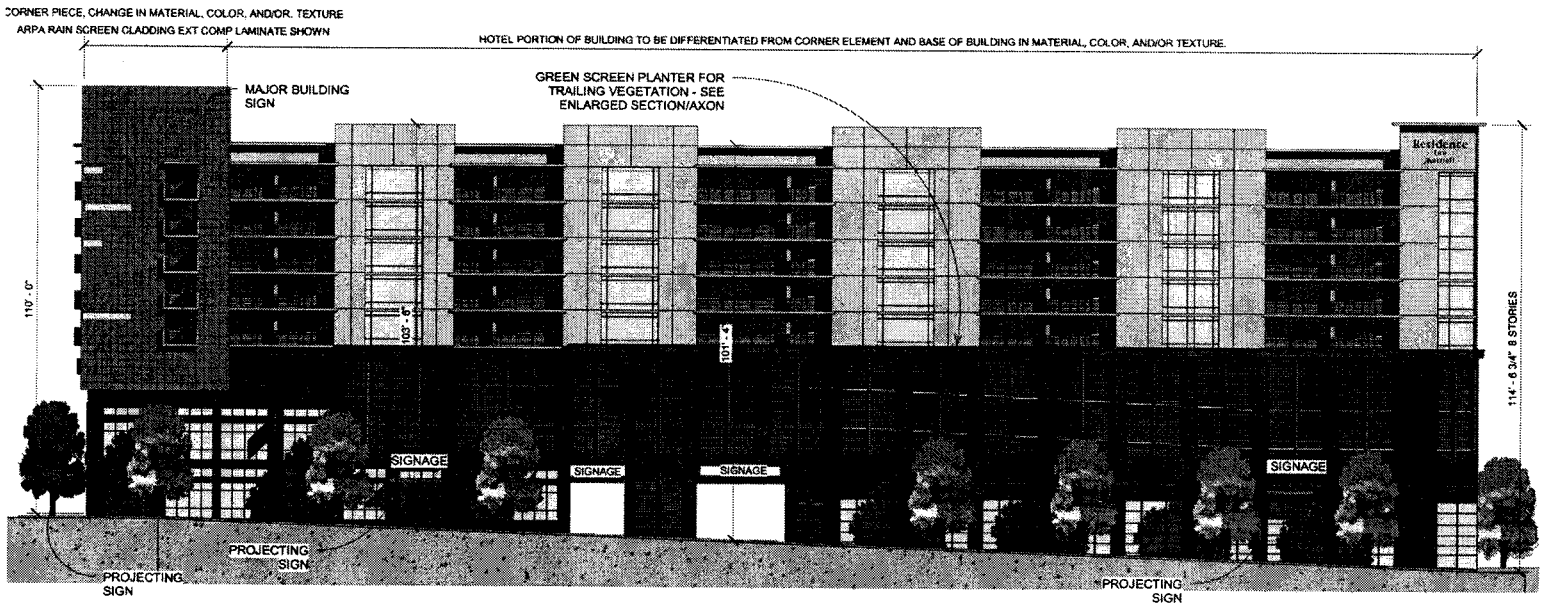 CORNER PIECE, CHANGE IN MATERIAL, COLOR, AND/OR. TEXTURE
ARPA RAIN SCREEN CLADDING EXT COMP LAMINATE SHOWN
HOTEL PORTION OF BUILDING TO BE DIFFERENTIATED FROM CORNER ELEMENT AND BASE OF BUILDING IN MATERIAL, COLOR, AND/OR TEXTURE.
MAJOR BUILDING
SIGN
GREEN SCREEN PLANTER FOR
TRAILING VEGETATION - SEE
ENLARGED SECTION/AXON
Residence
Inn
Marriott
110' - 0"
103' - 6"
101' - 4"
114' - 6 3/4" 8 STORIES
SIGNAGE
SIGNAGE
SIGNAGE
SIGNAGE
PROJECTING
SIGN
PROJECTING
SIGN
PROJECTING
SIGN